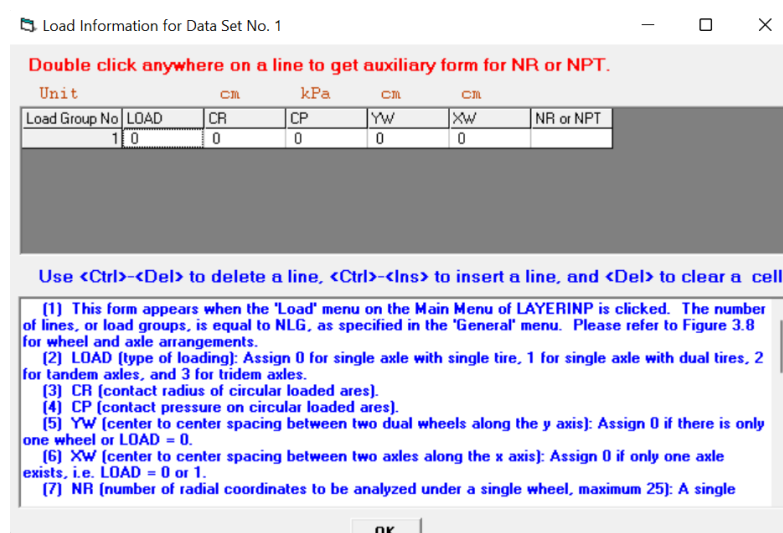 Load Information for Data Set No. 1
Double click anywhere on a line to get auxiliary form for NR or NPT.
Unit cm kPa cm cm
Load Group No LOAD CR CP YW XW NR or NPT
1 0 0 0 0 0
Use <Ctrl>-<Del> to delete a line, <Ctrl>-<Ins> to insert a line, and <Del> to clear a cell
(1) This form appears when the 'Load' menu on the Main Menu of LAYERINP is clicked. The number
of lines, or load groups, is equal to NLG, as specified in the 'General' menu. Please refer to Figure 3.8
for wheel and axle arrangements.
(2) LOAD (type of loading): Assign 0 for single axle with single tire, 1 for single axle with dual tires, 2
for tandem axles, and 3 for tridem axles.
(3) CR (contact radius of circular loaded ares).
(4) CP (contact pressure on circular loaded ares).
(5) YW (center to center spacing between two dual wheels along the y axis): Assign 0 if there is only
one wheel or LOAD = 0.
(6) XW (center to center spacing between two axles along the x axis): Assign 0 if only one axle
exists, i.e. LOAD = 0 or 1.
(7) NR (number of radial coordinates to be analyzed under a single wheel, maximum 25): A single
OK